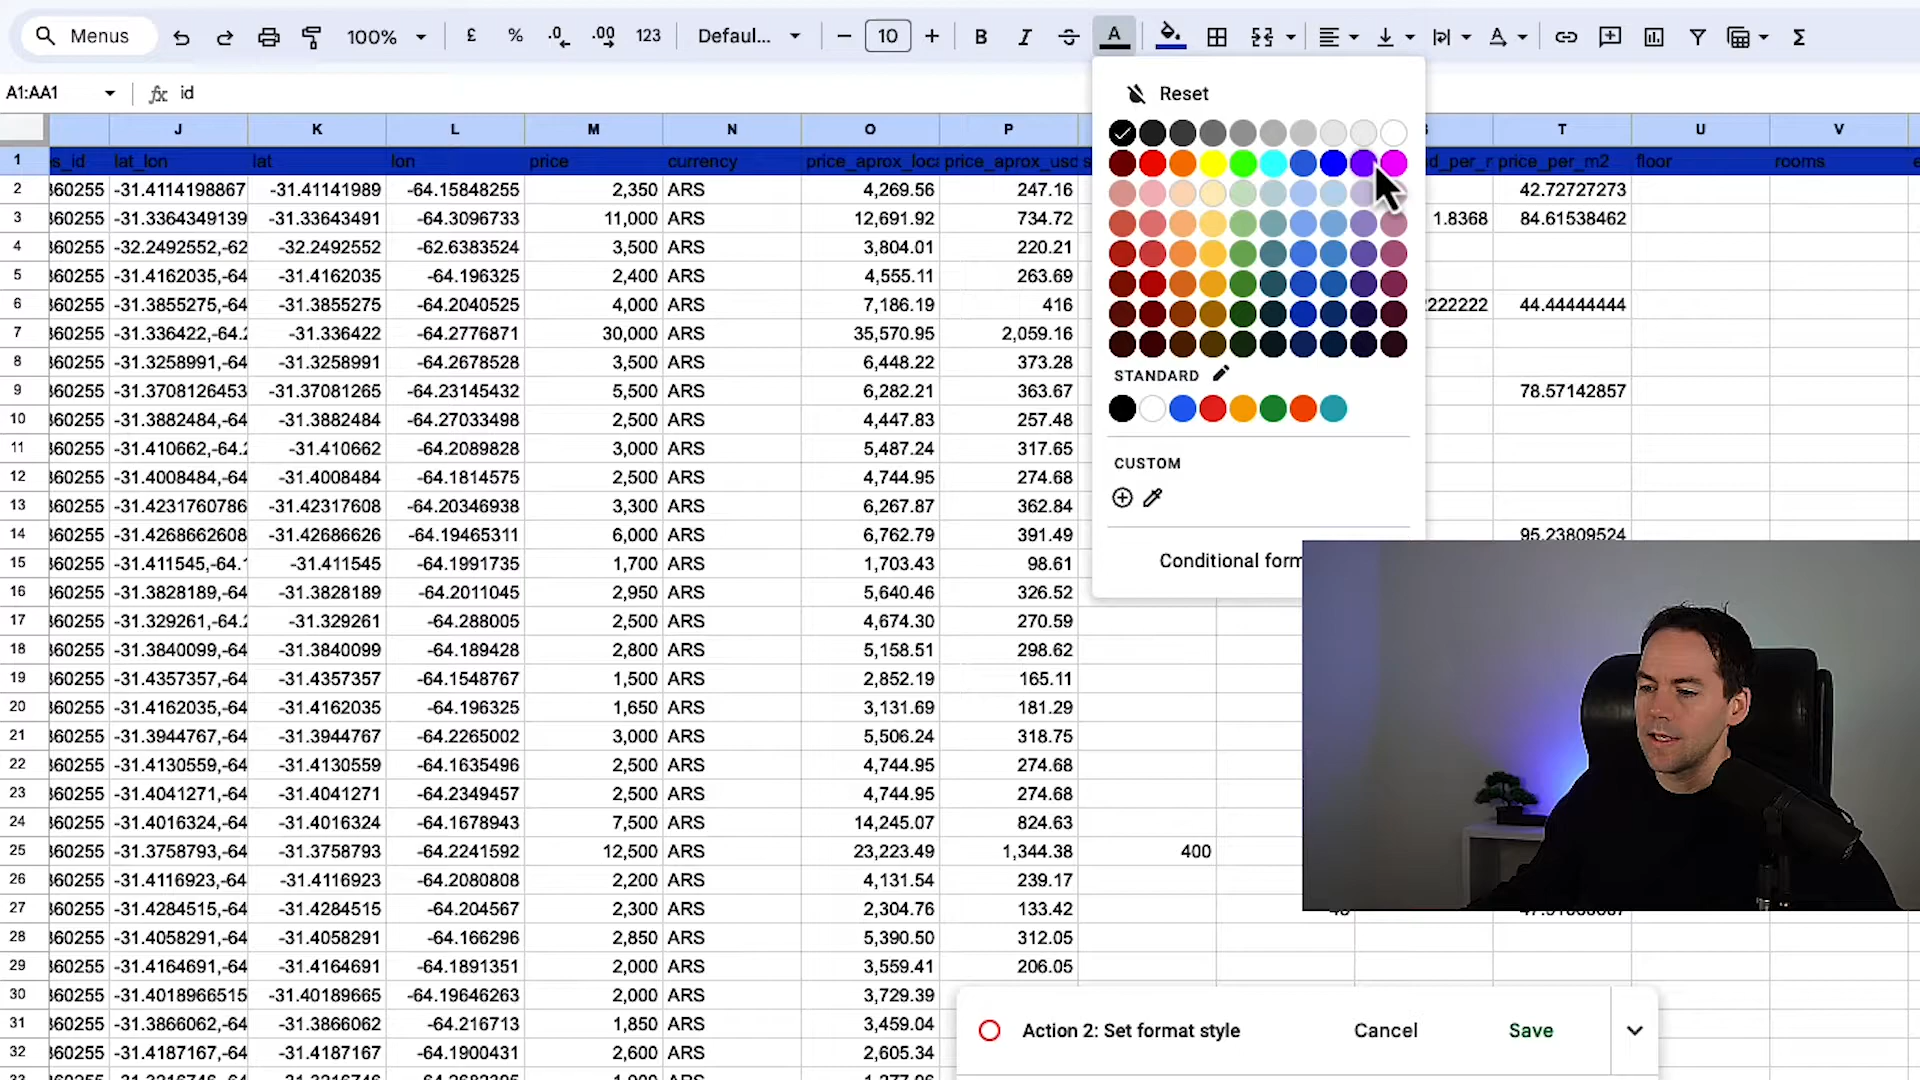 Menus 100% £ % .0 .00 123 Defaul... 10 B I A A
A1:AA1 fx id
Reset
J K L M N O P T U V
1 s_id lat_lon lat lon price currency price_aprox_loca price_aprox_usc price_per_m2 floor rooms
2 360255 -31.4114198867 -31.41141989 -64.15848255 2,350 ARS 4,269.56 247.16 42.72727273
3 360255 -31.3364349139 -31.33643491 -64.3096733 11,000 ARS 12,691.92 734.72 1.8368 84.61538462
4 360255 -32.2492552,-62 -32.2492552 -62.6383524 3,500 ARS 3,804.01 220.21
5 360255 -31.4162035,-64 -31.4162035 -64.196325 2,400 ARS 4,555.11 263.69
6 360255 -31.3855275,-64 -31.3855275 -64.2040525 4,000 ARS 7,186.19 416 2222222 44.44444444
7 360255 -31.336422,-64.2 -31.336422 -64.2776871 30,000 ARS 35,570.95 2,059.16
8 360255 -31.3258991,-64 -31.3258991 -64.2678528 3,500 ARS 6,448.22 373.28
9 360255 -31.3708126453 -31.37081265 -64.23145432 5,500 ARS 6,282.21 363.67 78.57142857
STANDARD
10 360255 -31.3882484,-64 -31.3882484 -64.27033498 2,500 ARS 4,447.83 257.48
11 360255 -31.410662,-64.2 -31.410662 -64.2089828 3,000 ARS 5,487.24 317.65
CUSTOM
12 360255 -31.4008484,-64 -31.4008484 -64.1814575 2,500 ARS 4,744.95 274.68
13 360255 -31.4231760786 -31.42317608 -64.20346938 3,300 ARS 6,267.87 362.84
14 360255 -31.4268662608 -31.42686626 -64.19465311 6,000 ARS 6,762.79 391.49 95.23809524
Conditional form
15 360255 -31.411545,-64.1 -31.411545 -64.1991735 1,700 ARS 1,703.43 98.61
16 360255 -31.3828189,-64 -31.3828189 -64.2011045 2,950 ARS 5,640.46 326.52
17 360255 -31.329261,-64.2 -31.329261 -64.288005 2,500 ARS 4,674.30 270.59
18 360255 -31.3840099,-64 -31.3840099 -64.189428 2,800 ARS 5,158.51 298.62
19 360255 -31.4357357,-64 -31.4357357 -64.1548767 1,500 ARS 2,852.19 165.11
20 360255 -31.4162035,-64 -31.4162035 -64.196325 1,650 ARS 3,131.69 181.29
21 360255 -31.3944767,-64 -31.3944767 -64.2265002 3,000 ARS 5,506.24 318.75
22 360255 -31.4130559,-64 -31.4130559 -64.1635496 2,500 ARS 4,744.95 274.68
23 360255 -31.4041271,-64 -31.4041271 -64.2349457 2,500 ARS 4,744.95 274.68
24 360255 -31.4016324,-64 -31.4016324 -64.1678943 7,500 ARS 14,245.07 824.63
25 360255 -31.3758793,-64 -31.3758793 -64.2241592 12,500 ARS 23,223.49 1,344.38 400
26 360255 -31.4116923,-64 -31.4116923 -64.2080808 2,200 ARS 4,131.54 239.17
27 360255 -31.4284515,-64 -31.4284515 -64.204567 2,300 ARS 2,304.76 133.42
28 360255 -31.4058291,-64 -31.4058291 -64.166296 2,850 ARS 5,390.50 312.05
29 360255 -31.4164691,-64 -31.4164691 -64.1891351 2,000 ARS 3,559.41 206.05
30 360255 -31.4018966515 -31.40189665 -64.19646263 2,000 ARS 3,729.39
31 360255 -31.3866062,-64 -31.3866062 -64.216713 1,850 ARS 3,459.04
Action 2: Set format style Cancel Save
32 360255 -31.4187167,-64 -31.4187167 -64.1900431 2,600 ARS 2,605.34